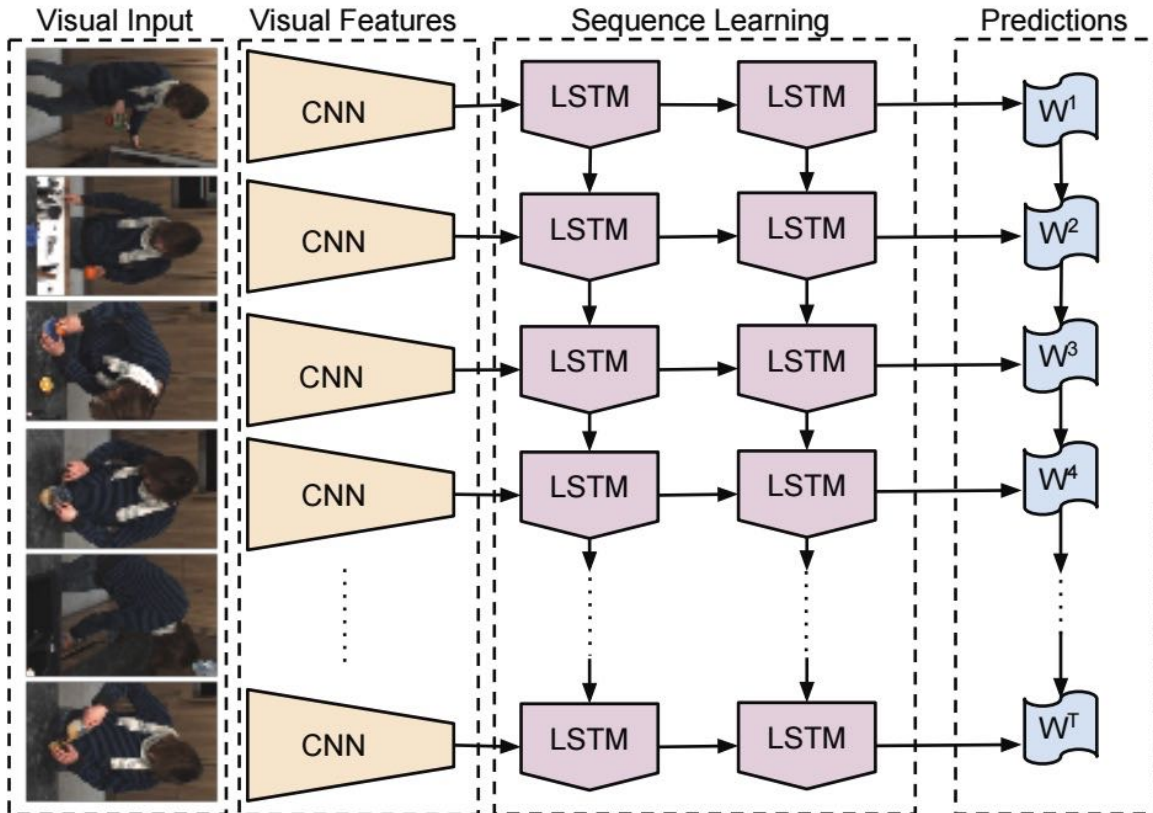 Visual Input Visual Features Sequence Learning Predictions
CNN LSTM LSTM W¹
CNN LSTM LSTM W²
CNN LSTM LSTM W³
CNN LSTM LSTM W⁴
CNN LSTM LSTM Wᵀ